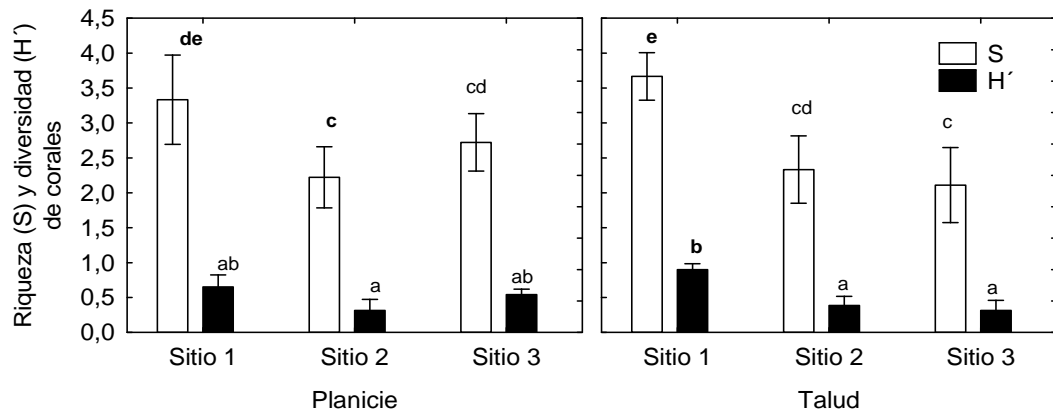 Riqueza (S) y diversidad (H´)
de corales
4,5
4,0
3,5
3,0
2,5
2,0
1,5
1,0
0,5
0,0
de
ab
c
a
cd
ab
e
b
cd
a
c
a
S
H´
Sitio 1 Sitio 2 Sitio 3
Sitio 1 Sitio 2 Sitio 3
Planicie
Talud